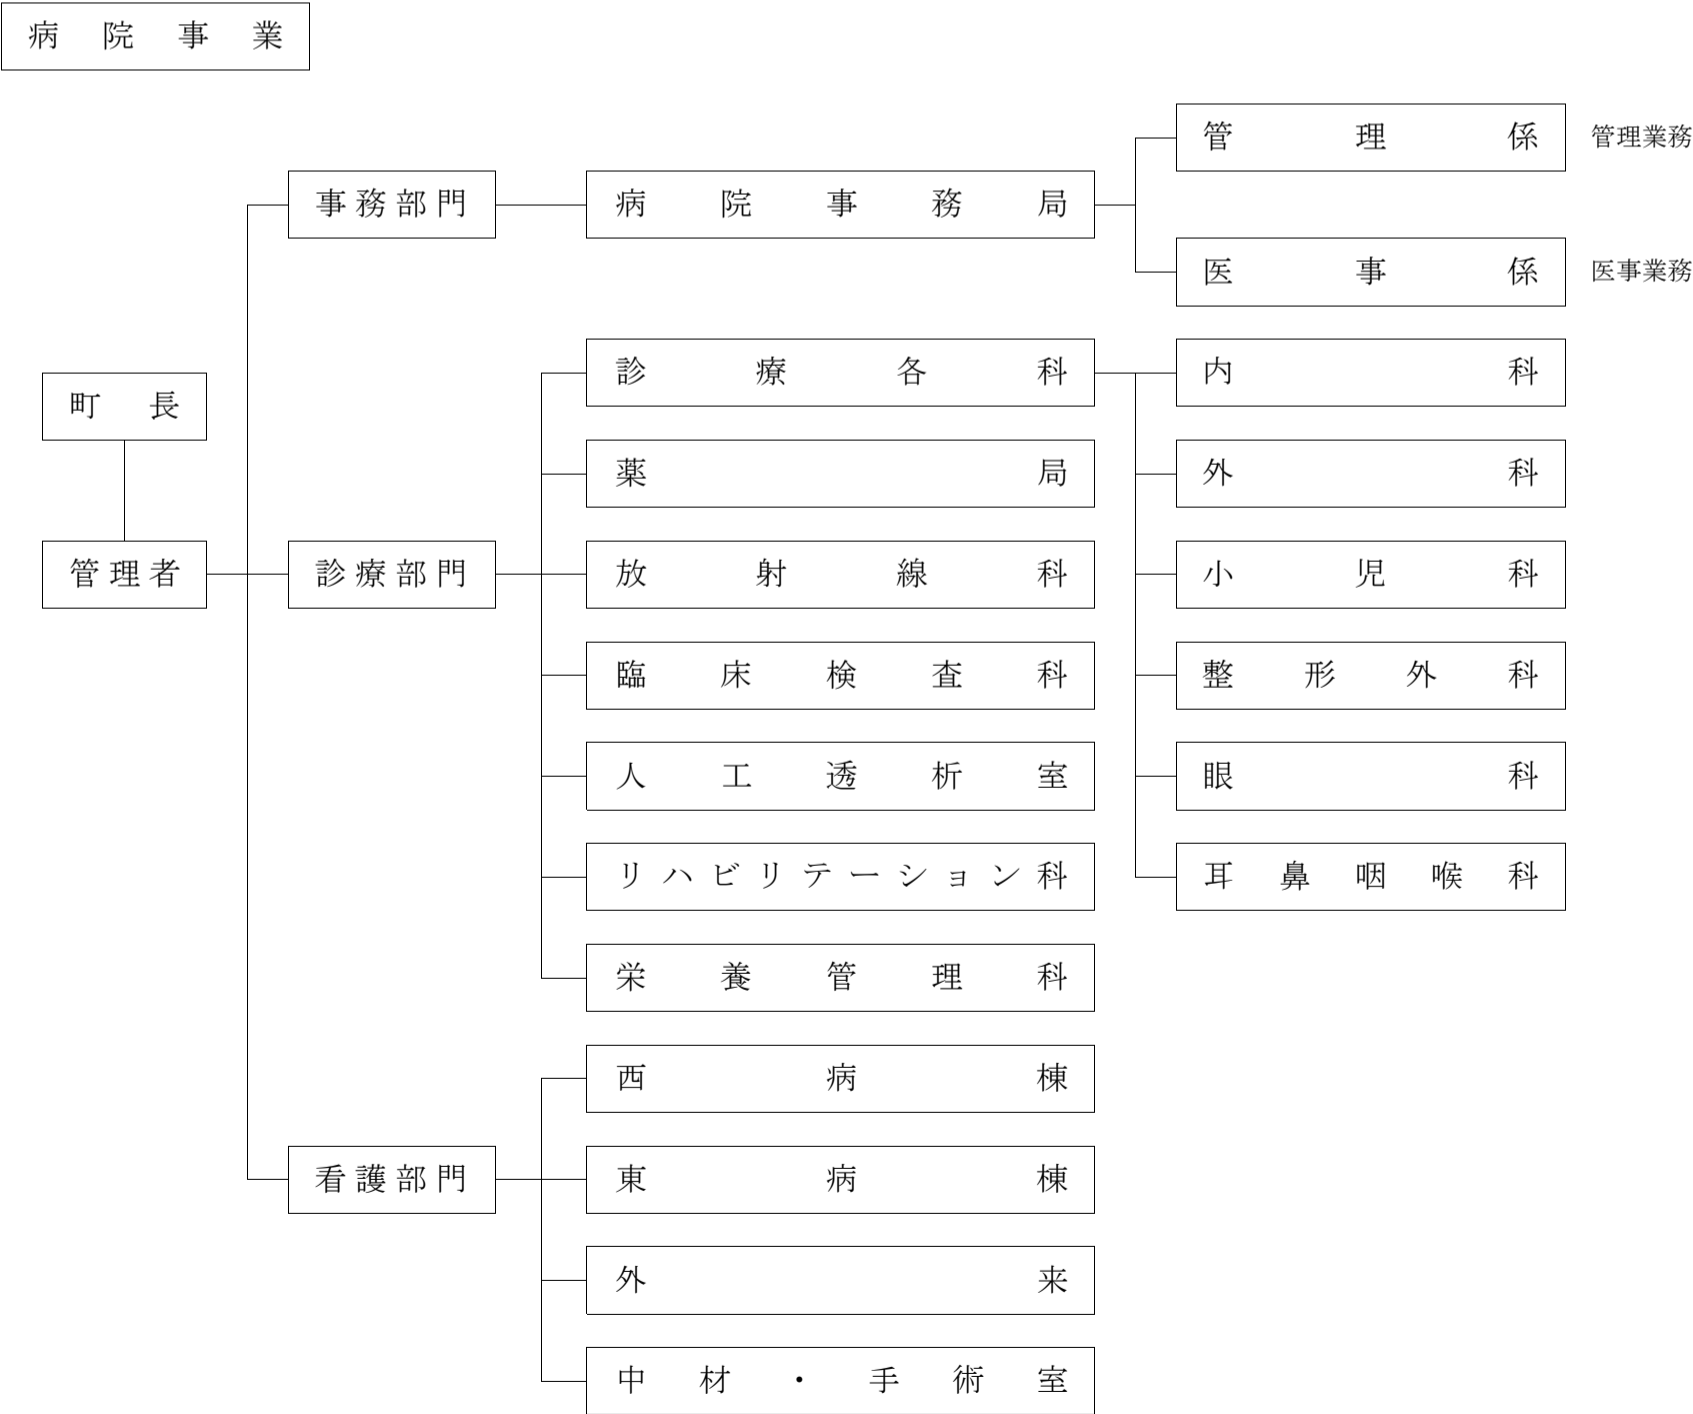 病院事業
管理係 管理業務
事務部門 病院事務局
医事係 医事業務
診療各科 内科
町長
薬局 外科
管理者 診療部門 放射線科 小児科
臨床検査科 整形外科
人工透析室 眼科
リハビリテーション科 耳鼻咽喉科
栄養管理科
西病棟
看護部門 東病棟
外来
中材・手術室